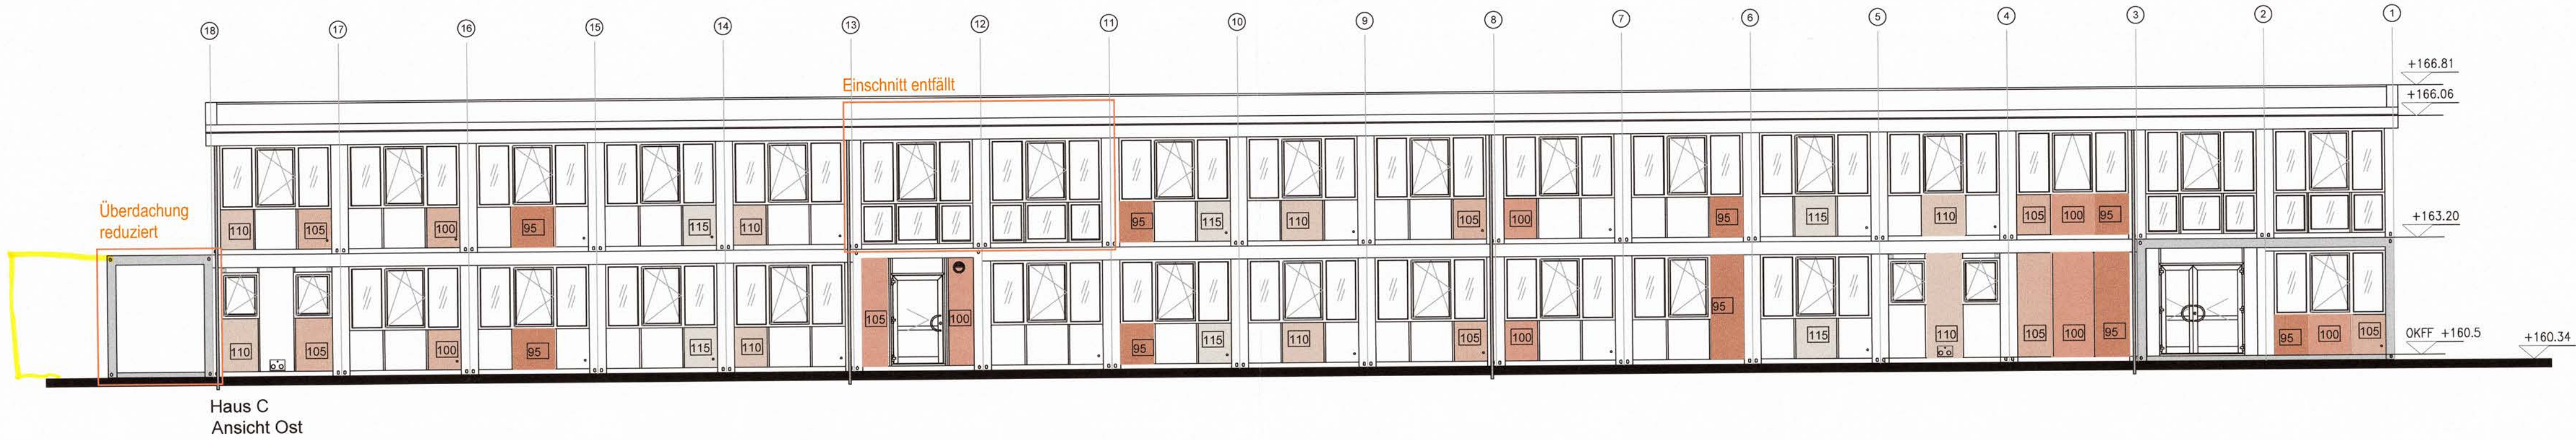 18 17 16 15 14 13 12 11 10 9 8 7 6 5 4 3 2 1
+166.81
Einschnitt entfällt
+166.06
Überdachung
reduziert
110 105 100 95 115 110 95 115 110 105 100 95 115 110 105 100 95
+163.20
105 100 95
110 105 100 95 115 110 95 115 110 105 100 115 110 105 100 95 95 100 105
OKFF +160.5
+160.34
Haus C
Ansicht Ost